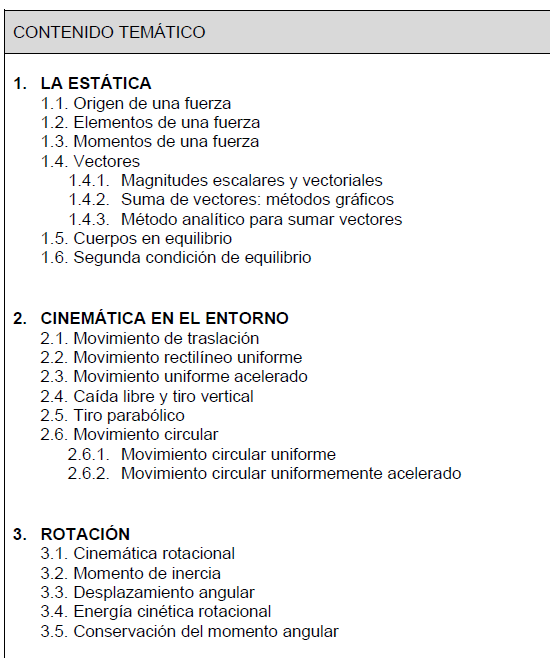 CONTENIDO TEMÁTICO
1. LA ESTÁTICA
1.1. Origen de una fuerza
1.2. Elementos de una fuerza
1.3. Momentos de una fuerza
1.4. Vectores
1.4.1. Magnitudes escalares y vectoriales
1.4.2. Suma de vectores: métodos gráficos
1.4.3. Método analítico para sumar vectores
1.5. Cuerpos en equilibrio
1.6. Segunda condición de equilibrio
2. CINEMÁTICA EN EL ENTORNO
2.1. Movimiento de traslación
2.2. Movimiento rectilíneo uniforme
2.3. Movimiento uniforme acelerado
2.4. Caída libre y tiro vertical
2.5. Tiro parabólico
2.6. Movimiento circular
2.6.1. Movimiento circular uniforme
2.6.2. Movimiento circular uniformemente acelerado
3. ROTACIÓN
3.1. Cinemática rotacional
3.2. Momento de inercia
3.3. Desplazamiento angular
3.4. Energía cinética rotacional
3.5. Conservación del momento angular